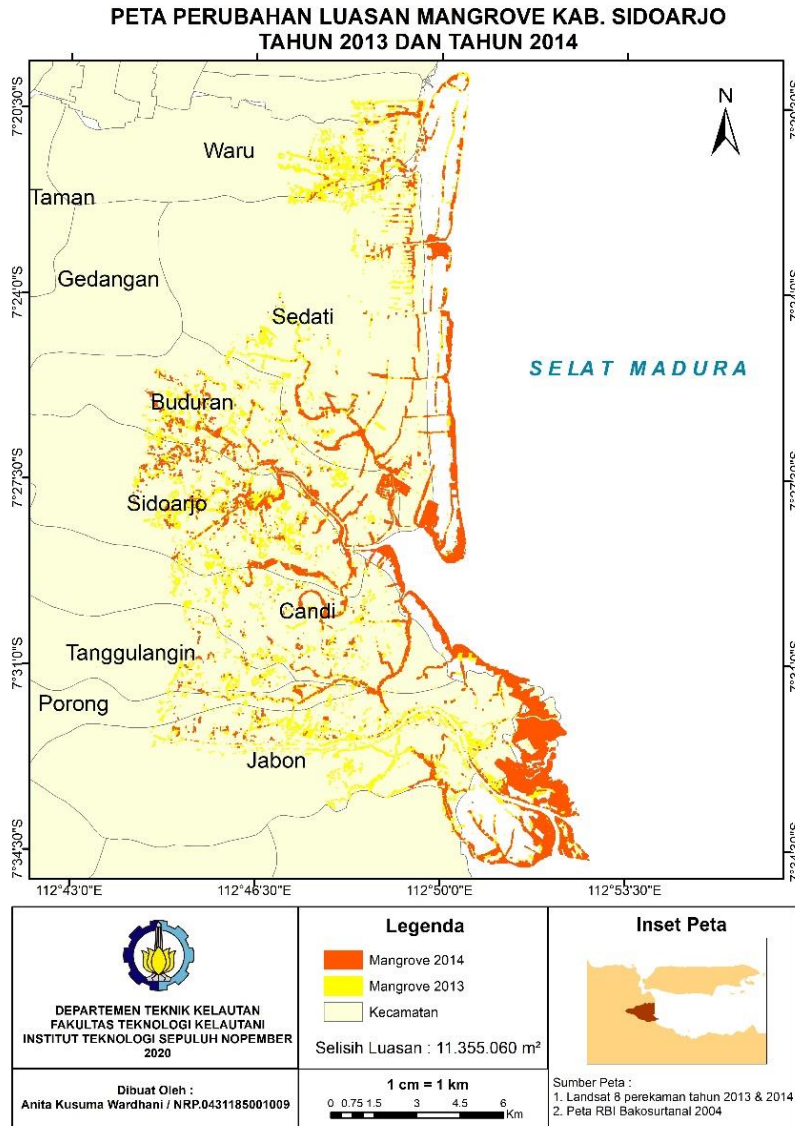 PETA PERUBAHAN LUASAN MANGROVE KAB. SIDOARJO
TAHUN 2013 DAN TAHUN 2014
7°20'30"S
7°24'0"S
7°27'30"S
7°31'0"S
7°34'30"S
N
Waru
Taman
Gedangan
Sedati
SELAT MADURA
Buduran
Sidoarjo
Candi
Tanggulangin
Porong
Jabon
112°43'0"E
112°46'30"E
112°50'0"E
112°53'30"E
DEPARTEMEN TEKNIK KELAUTAN
FAKULTAS TEKNOLOGI KELAUTANI
INSTITUT TEKNOLOGI SEPULUH NOPEMBER
2020
Dibuat Oleh :
Anita Kusuma Wardhani / NRP.0431185001009
Legenda
Mangrove 2014
Mangrove 2013
Kecamatan
Selisih Luasan : 11.355.060 m²
1 cm = 1 km
0 0.75 1.5 3 4.5 6
Km
Inset Peta
Sumber Peta :
1. Landsat 8 perekaman tahun 2013 & 2014
2. Peta RBI Bakosurtanal 2004